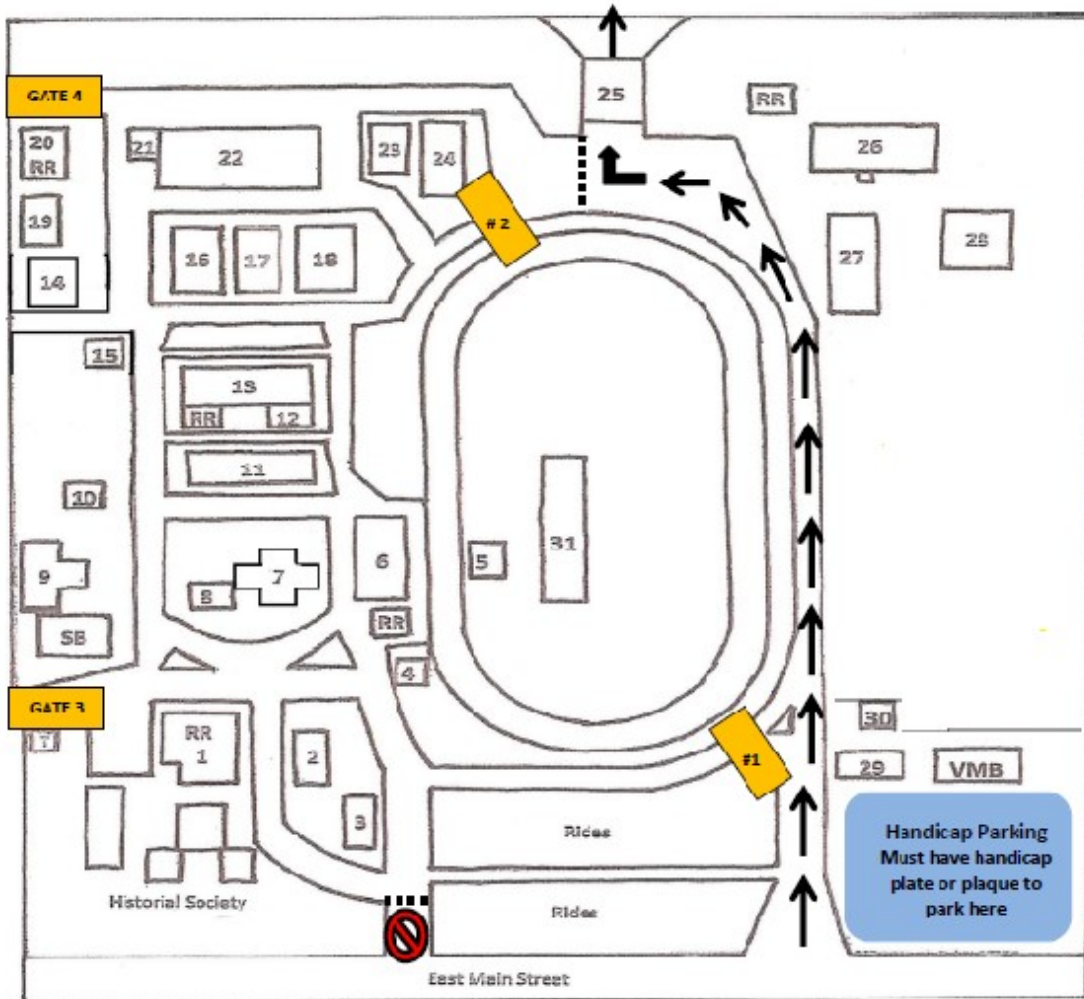 25
GATE 4
RR
20
RR
21
22
23
24
26
19
# 2
16
17
18
27
28
14
15
13
RR
12
11
10
31
9
7
6
5
8
SB
RR
4
GATE 3
30
RR
1
2
#1
29
VMB
3
Rides
Handicap Parking
Must have handicap
plate or plaque to
park here
Historial Society
Rides
East Main Street